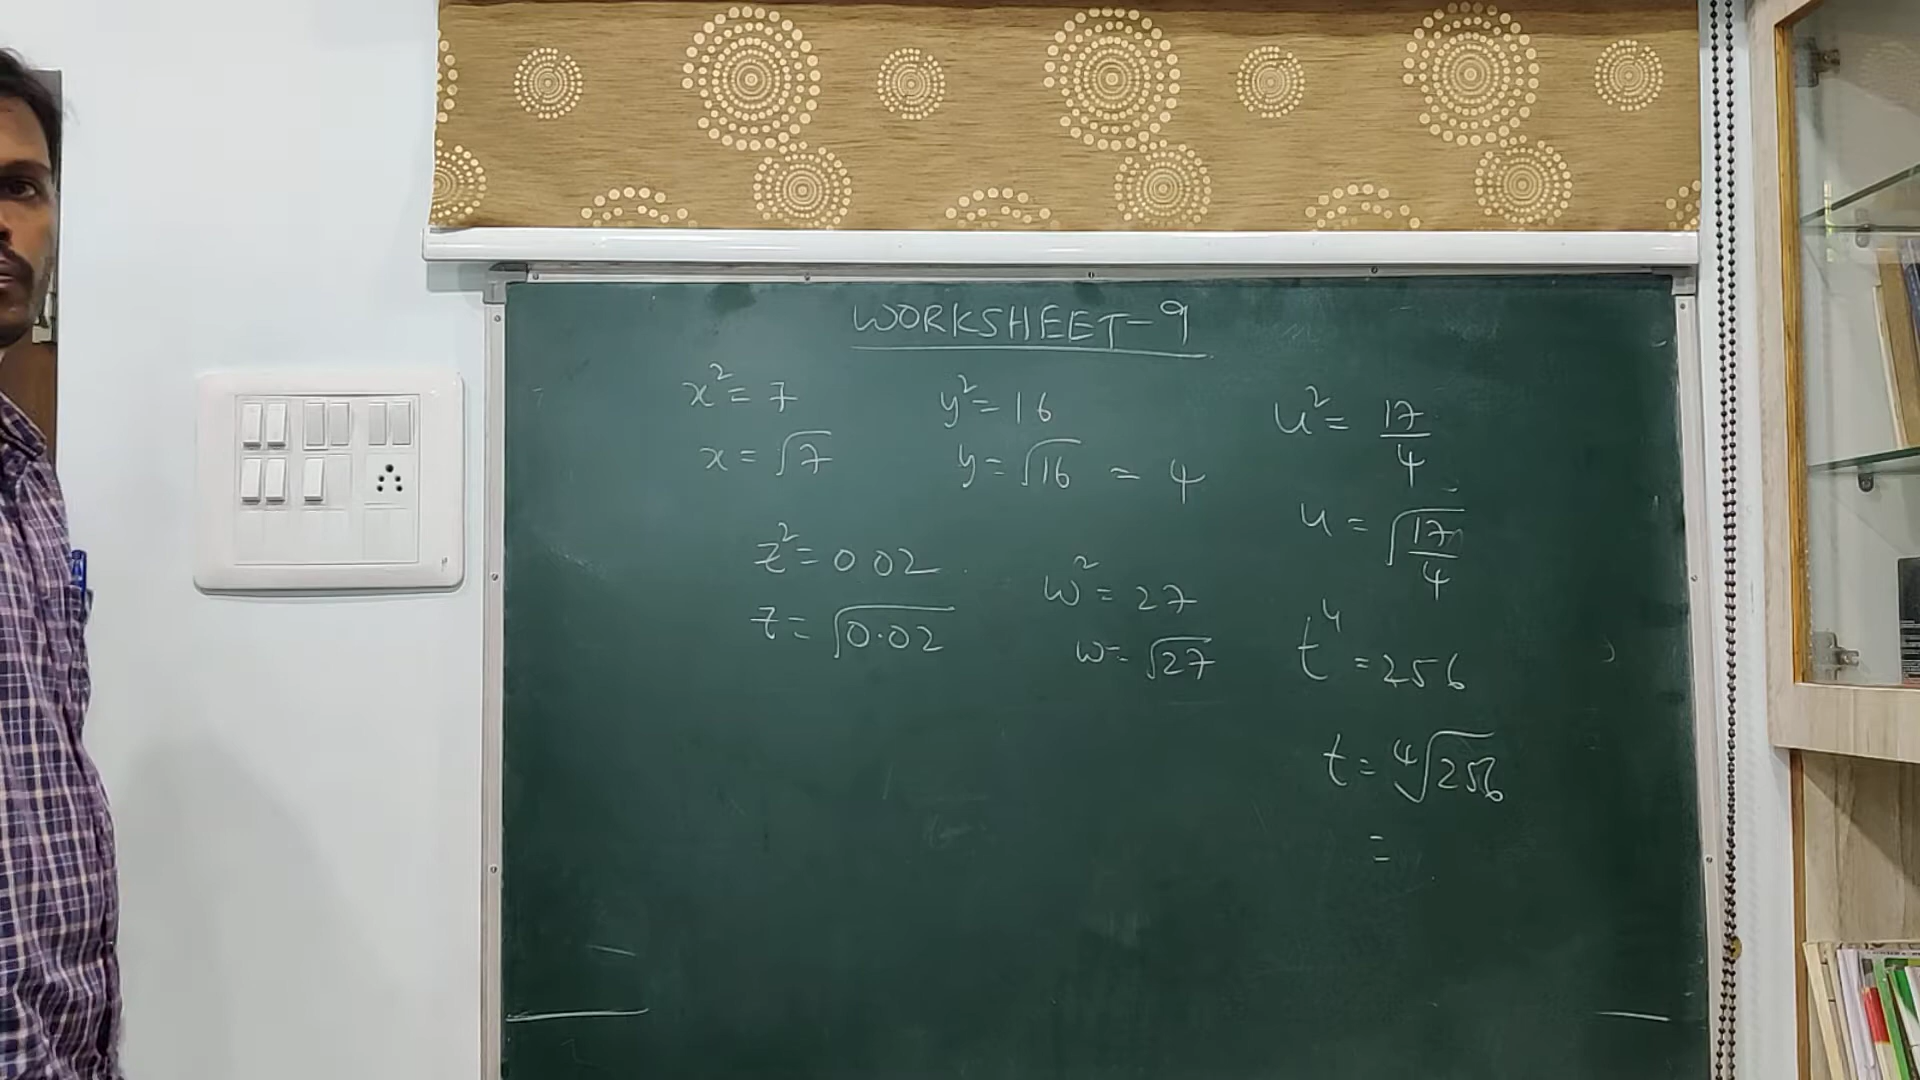 WORKSHEET-9
x² = 7
x = √7
y² = 16
y = √16 = 4
u² = 17/4
u = √(17/4)
z² = 0 02
z = √0.02
w² = 27
w = √27
t⁴ = 256
t = ⁴√256
=